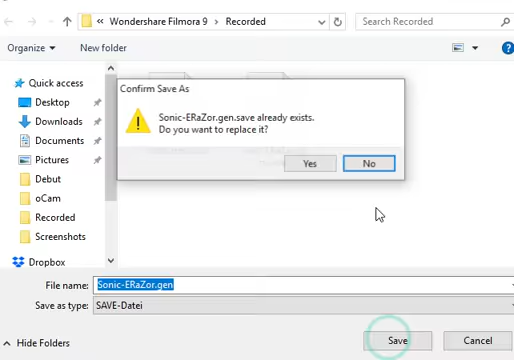 « Wondershare Filmora 9 › Recorded
Search Recorded
Organize
New folder
Quick access
Desktop
Downloads
Documents
Pictures
Debut
oCam
Recorded
Screenshots
Dropbox
Confirm Save As
Sonic-ERaZor.gen.save already exists.
Do you want to replace it?
Yes
No
File name:
Sonic-ERaZor.gen
Save as type:
SAVE-Datei
Hide Folders
Save
Cancel